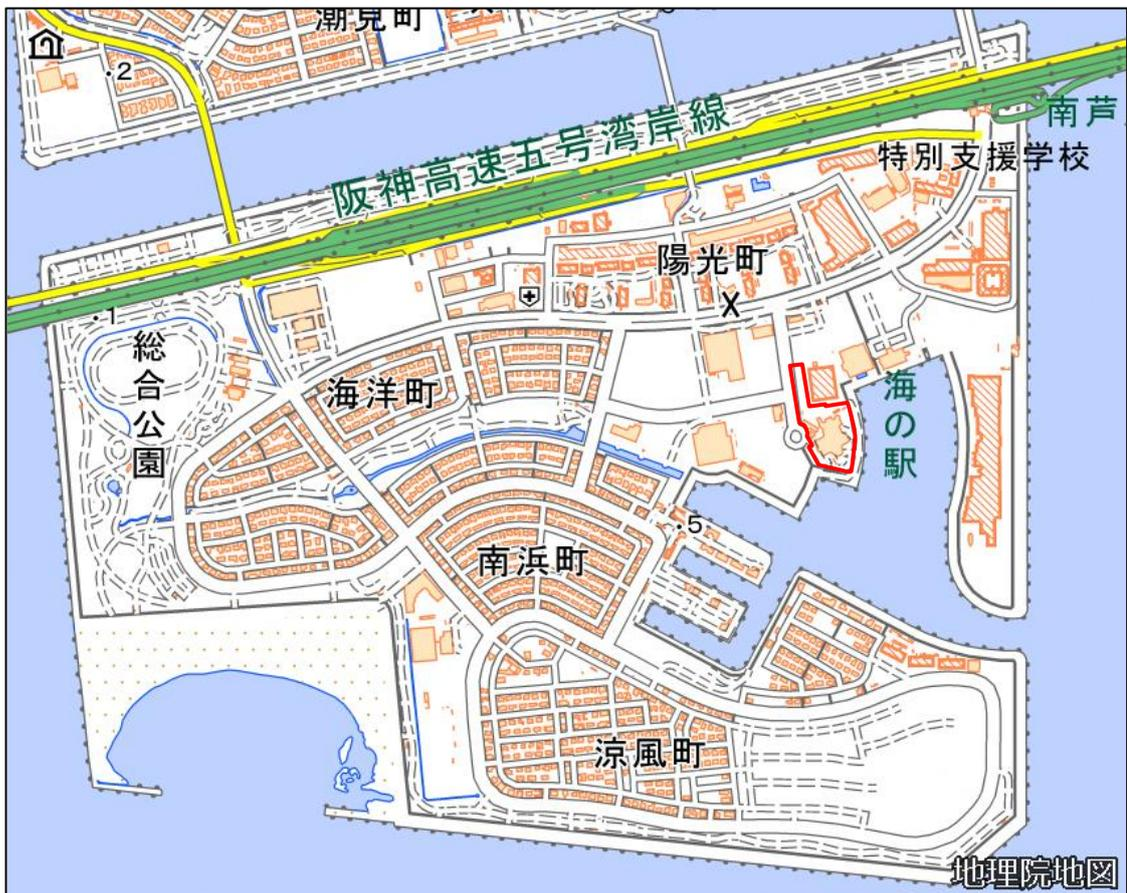 潮見町
・2
阪神高速五号湾岸線
南芦
特別支援学校
陽光町
X
・1
総合公園
海洋町
海の駅
・5
南浜町
涼風町
地理院地図